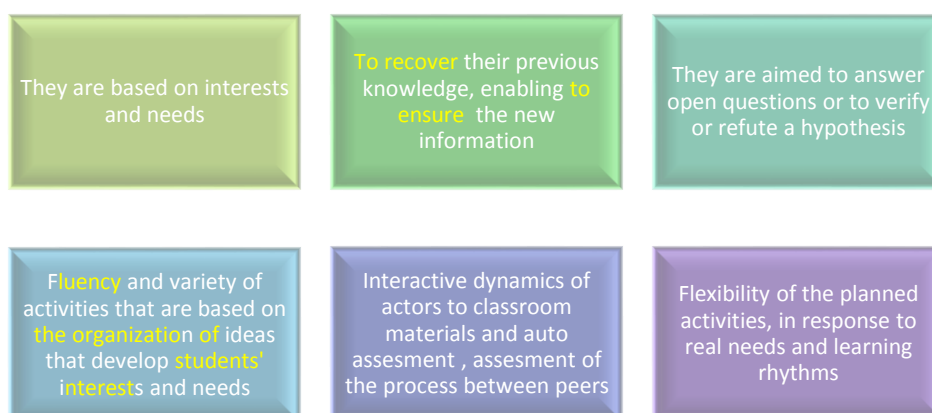 They are based on interests
and needs
To recover their previous
knowledge, enabling to
ensure the new
information
They are aimed to answer
open questions or to verify
or refute a hypothesis
Fluency and variety of
activities that are based on
the organization of ideas
that develop students'
interests and needs
Interactive dynamics of
actors to classroom
materials and auto
assesment , assesment of
the process between peers
Flexibility of the planned
activities, in response to
real needs and learning
rhythms